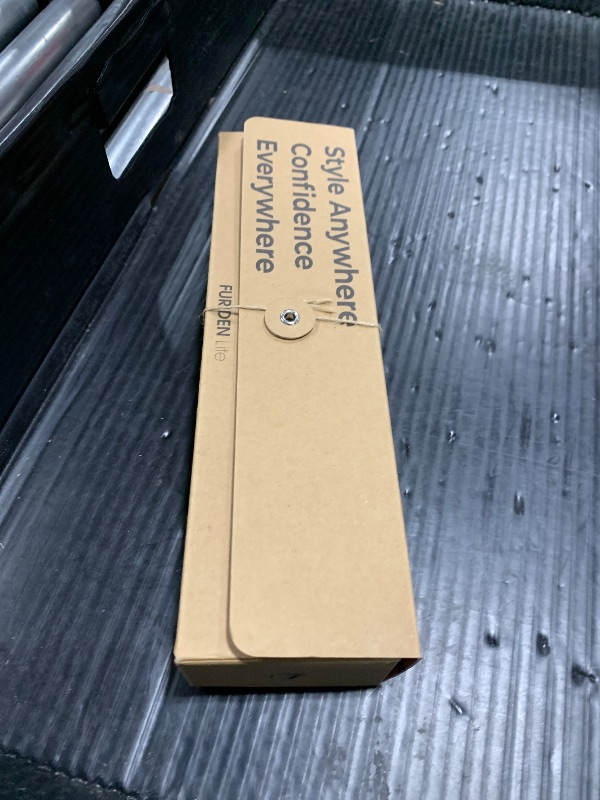 Style Anywhere
Confidence
Everywhere
FURIDEN Lite